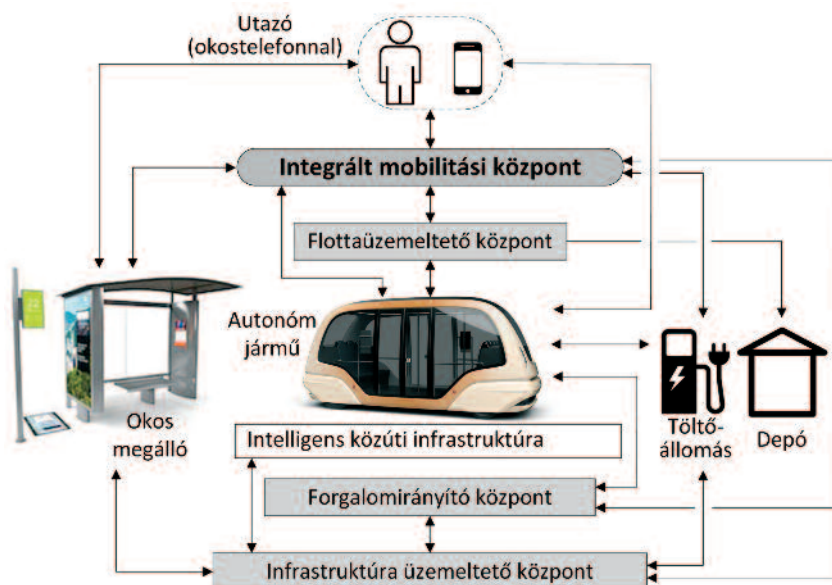 Utazó
(okostelefonnal)
Integrált mobilitási központ
Flottaüzemeltető központ
Autonóm
jármű
Okos
megálló
Töltő-
állomás
Depó
Intelligens közúti infrastruktúra
Forgalomirányító központ
Infrastruktúra üzemeltető központ